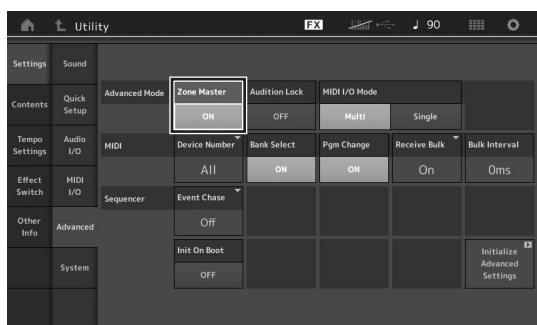 Utility FX 90
Settings Sound
Advanced Mode Zone Master Audition Lock MIDI I/O Mode
Contents Quick Setup
ON OFF Multi Single
Tempo Settings Audio I/O MIDI Device Number Bank Select Pgm Change Receive Bulk Bulk Interval
All ON ON On 0ms
Effect Switch MIDI I/O
Sequencer Event Chase
Other Info Advanced
Off
Init On Boot
System Initialize Advanced Settings
OFF